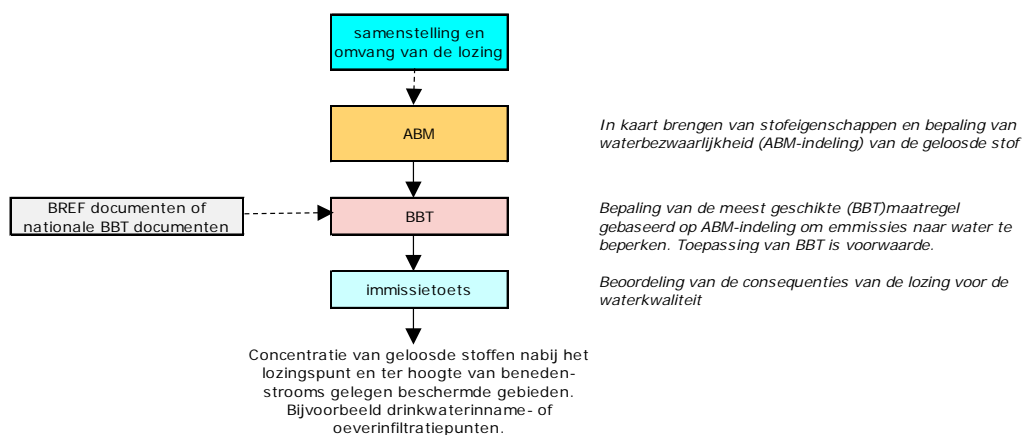 samenstelling en
omvang van de lozing
ABM
In kaart brengen van stofeigenschappen en bepaling van
waterbezwaarlijkheid (ABM-indeling) van de geloosde stof
BREF documenten of
nationale BBT documenten
BBT
Bepaling van de meest geschikte (BBT)maatregel
gebaseerd op ABM-indeling om emmissies naar water te
beperken. Toepassing van BBT is voorwaarde.
immissietoets
Beoordeling van de consequenties van de lozing voor de
waterkwaliteit
Concentratie van geloosde stoffen nabij het
lozingspunt en ter hoogte van beneden-
strooms gelegen beschermde gebieden.
Bijvoorbeeld drinkwaterinname- of
oeverinfiltratiepunten.